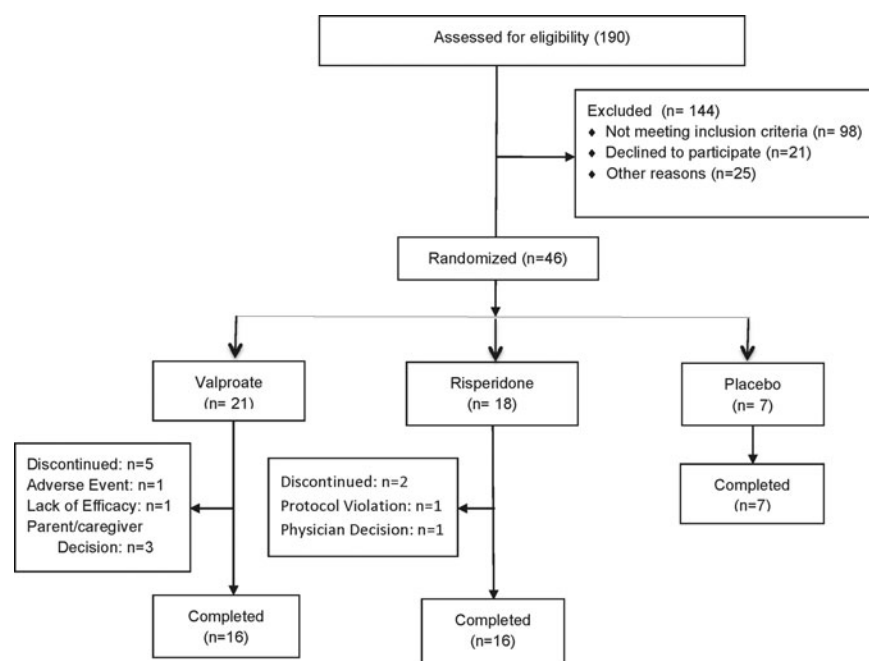 Assessed for eligibility (190)
Excluded (n= 144)
♦ Not meeting inclusion criteria (n= 98)
♦ Declined to participate (n=21)
♦ Other reasons (n=25)
Randomized (n=46)
Valproate
(n= 21)
Risperidone
(n= 18)
Placebo
(n= 7)
Discontinued: n=5
Adverse Event: n=1
Lack of Efficacy: n=1
Parent/caregiver
Decision: n=3
Discontinued: n=2
Protocol Violation: n=1
Physician Decision: n=1
Completed
(n=7)
Completed
(n=16)
Completed
(n=16)